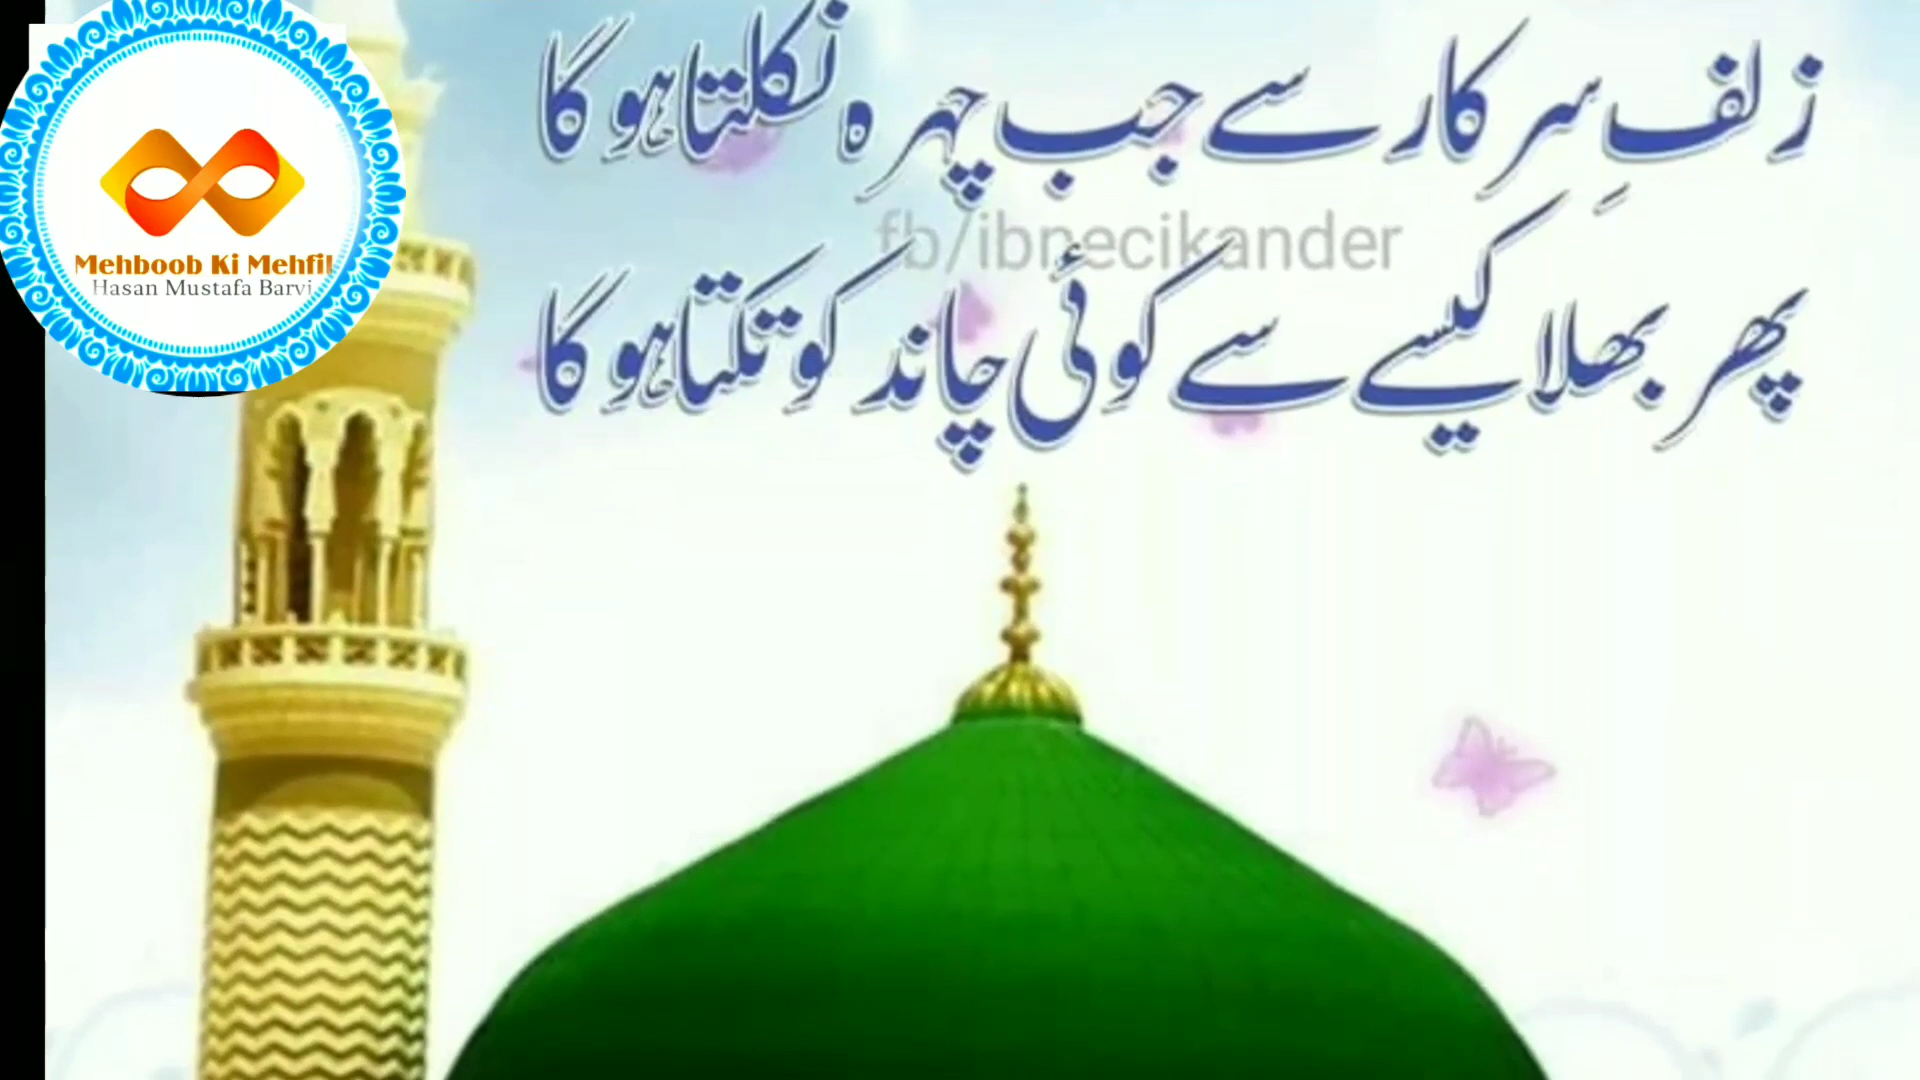 زلفِ سرکار سے جب چہرہ نکلتا ہوگا
fb/ibnecikander
پھر بھلا کیسے سے کوئی چاند کو تکتا ہوگا
Mehboob Ki Mehfil
Hasan Mustafa Barvi